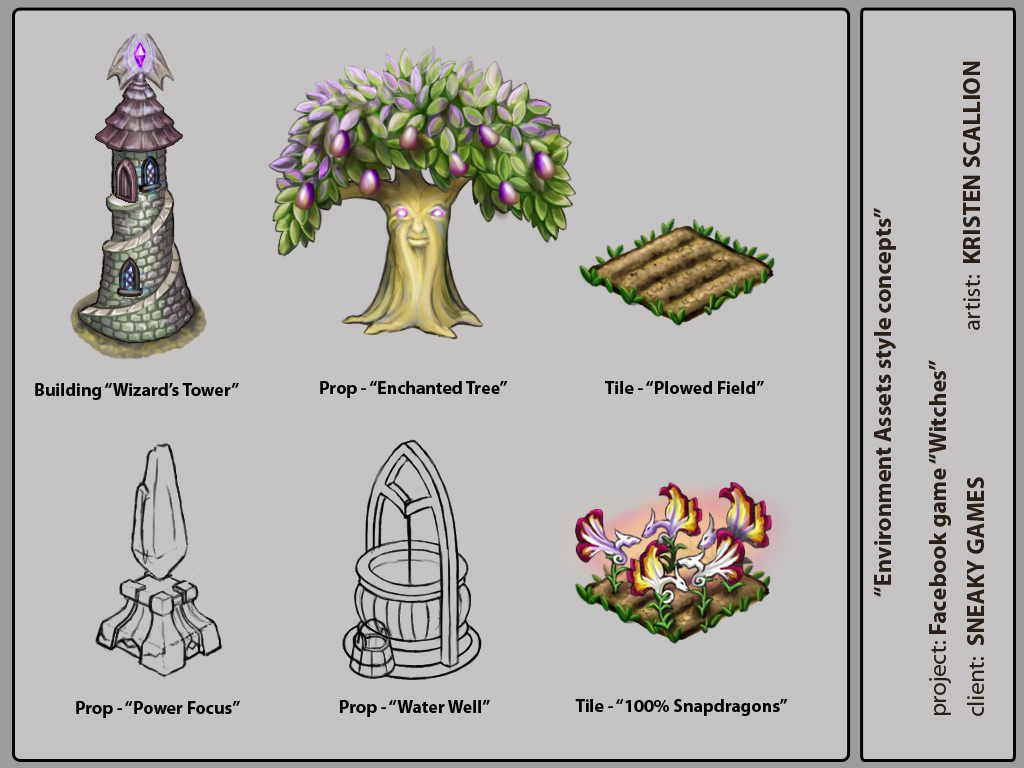 Building “Wizard’s Tower”
Prop - “Enchanted Tree”
Tile - “Plowed Field”
Prop - “Power Focus”
Prop - “Water Well”
Tile - “100% Snapdragons”
“Environment Assets style concepts”
project: Facebook game “Witches”
client: SNEAKY GAMES
artist: KRISTEN SCALLION